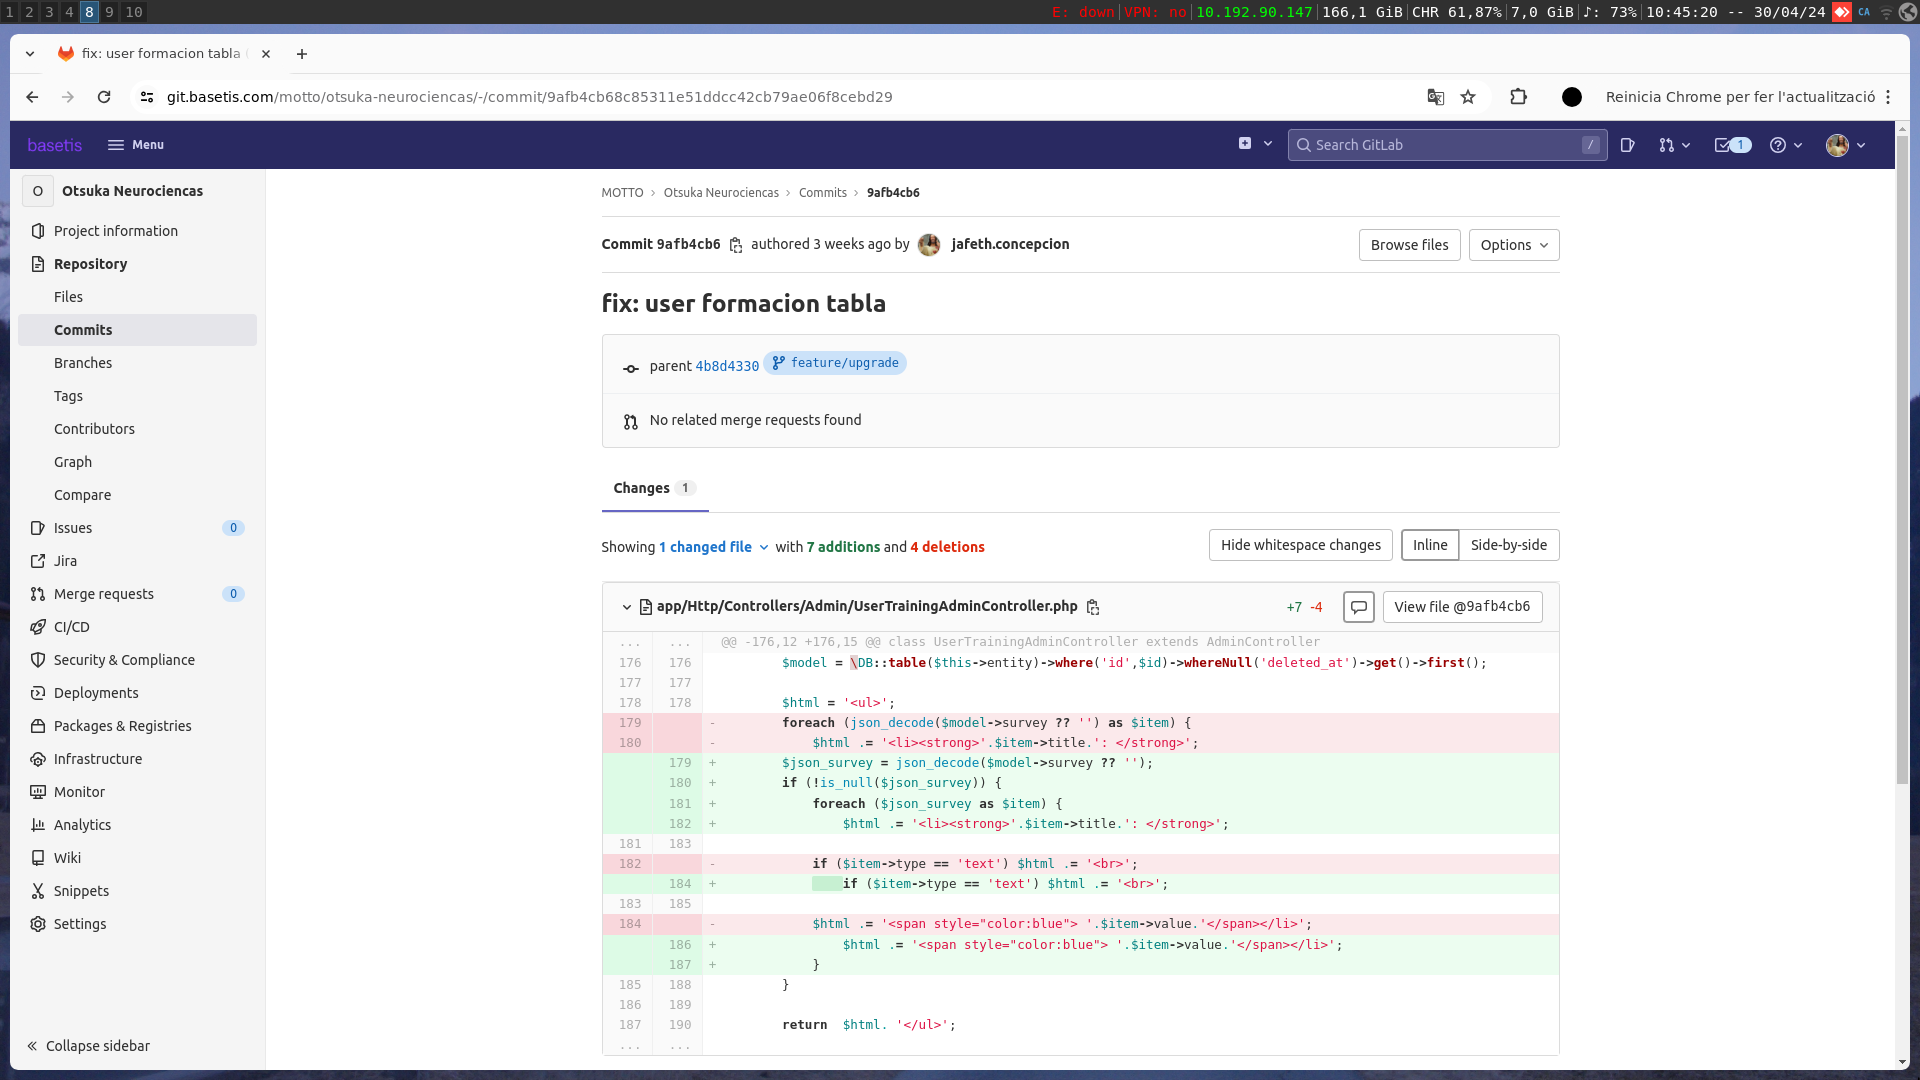 1 2 3 4 8 9 10
E: down|VPN: no|10.192.90.147|166,1 GiB|CHR 61,87%|7,0 GiB|♪: 73%|10:45:20 -- 30/04/24 CA
fix: user formacion tabla
git.basetis.com/motto/otsuka-neurociencas/-/commit/9afb4cb68c85311e51ddcc42cb79ae06f8cebd29
Reinicia Chrome per fer l'actualització
basetis Menu
Search GitLab /
1
O Otsuka Neurociencas
Project information
Repository
Files
Commits
Branches
Tags
Contributors
Graph
Compare
Issues 0
Jira
Merge requests 0
CI/CD
Security & Compliance
Deployments
Packages & Registries
Infrastructure
Monitor
Analytics
Wiki
Snippets
Settings
Collapse sidebar
MOTTO > Otsuka Neurociencas > Commits > 9afb4cb6
Commit 9afb4cb6 authored 3 weeks ago by jafeth.concepcion
Browse files Options
fix: user formacion tabla
parent 4b8d4330 feature/upgrade
No related merge requests found
Changes 1
Showing 1 changed file with 7 additions and 4 deletions
Hide whitespace changes Inline Side-by-side
app/Http/Controllers/Admin/UserTrainingAdminController.php
+7 -4 View file @9afb4cb6
... ... @@ -176,12 +176,15 @@ class UserTrainingAdminController extends AdminController
176 176 $model = \DB::table($this->entity)->where('id',$id)->whereNull('deleted_at')->get()->first();
177 177
178 178 $html = '<ul>';
179 - foreach (json_decode($model->survey ?? '') as $item) {
180 - $html .= '<li><strong>'.$item->title.': </strong>';
179 + $json_survey = json_decode($model->survey ?? '');
180 + if (!is_null($json_survey)) {
181 + foreach ($json_survey as $item) {
182 + $html .= '<li><strong>'.$item->title.': </strong>';
181 183
182 - if ($item->type == 'text') $html .= '<br>';
184 + if ($item->type == 'text') $html .= '<br>';
183 185
184 - $html .= '<span style="color:blue"> '.$item->value.'</span></li>';
186 + $html .= '<span style="color:blue"> '.$item->value.'</span></li>';
187 + }
185 188 }
186 189
187 190 return $html. '</ul>';
... ...